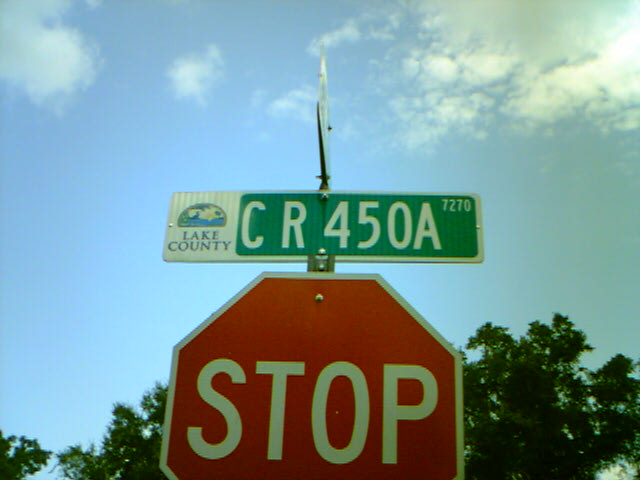 LAKE
COUNTY
C R 450A
7270
STOP